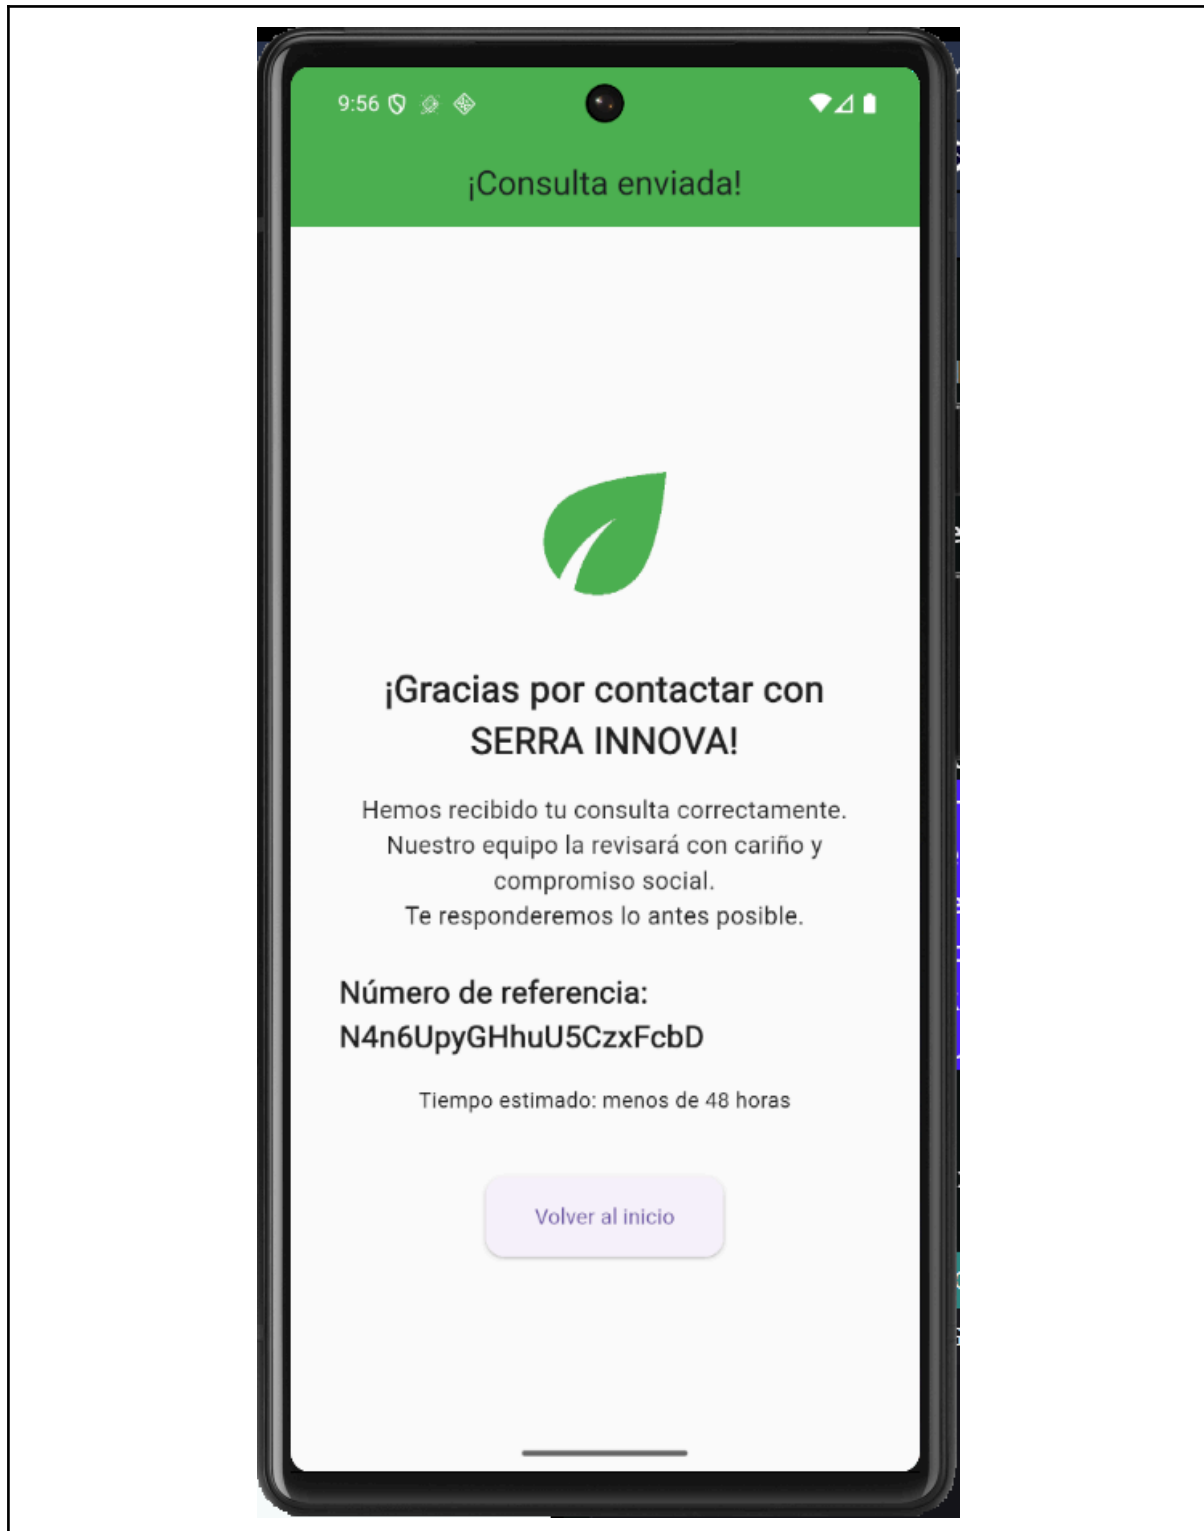 9:56
¡Consulta enviada!
¡Gracias por contactar con
SERRA INNOVA!
Hemos recibido tu consulta correctamente.
Nuestro equipo la revisará con cariño y
compromiso social.
Te responderemos lo antes posible.
Número de referencia:
N4n6UpyGHhuU5CzxFcbD
Tiempo estimado: menos de 48 horas
Volver al inicio